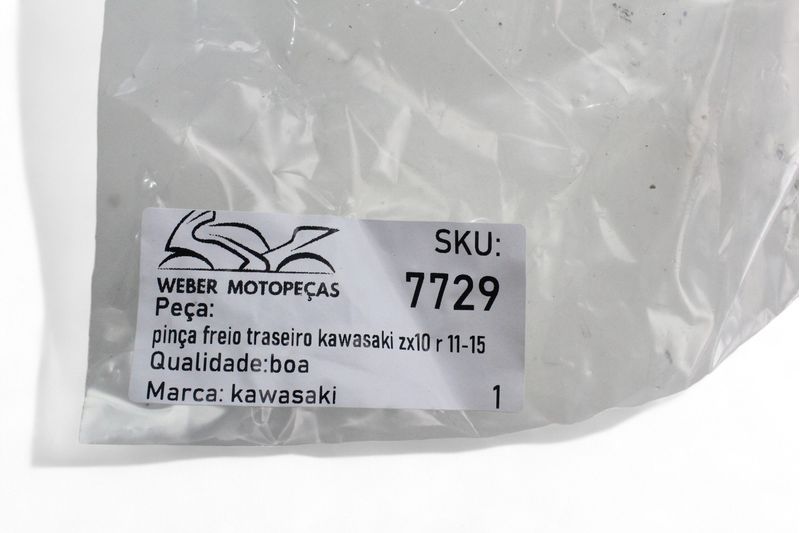 SKU:
7729
WEBER MOTOPEÇAS
Peça:
pinça freio traseiro kawasaki zx10 r 11-15
Qualidade:boa
Marca: kawasaki 1